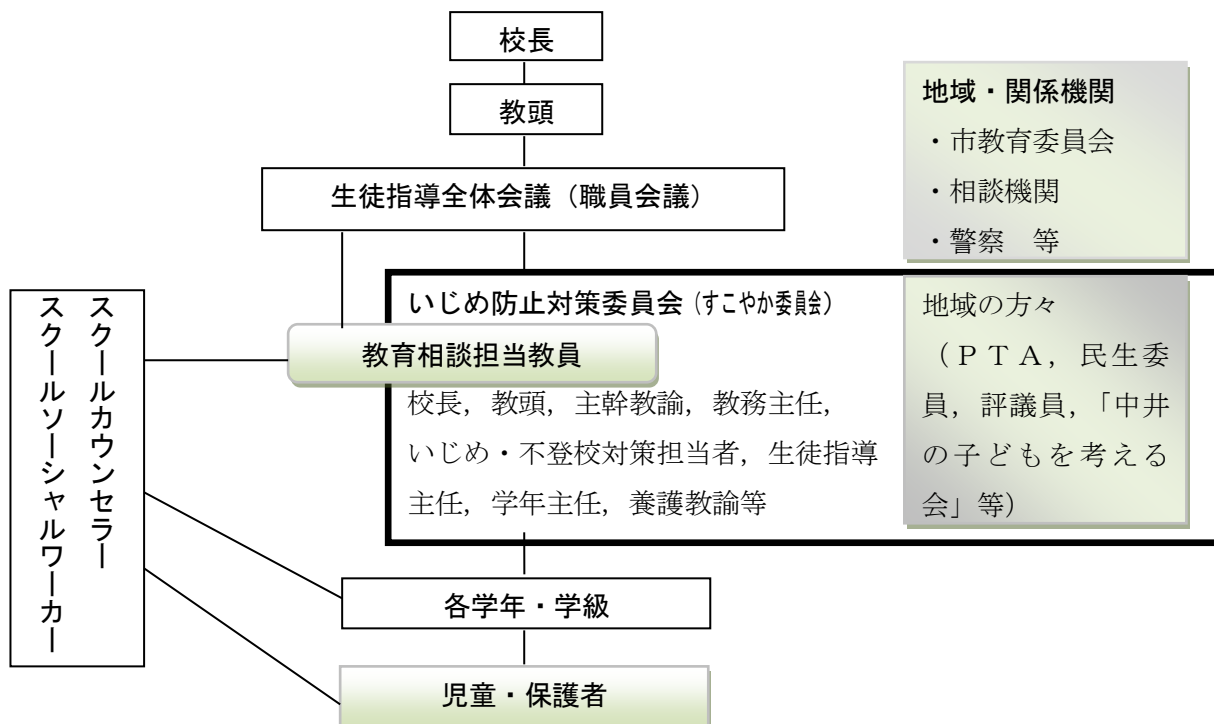 校長
教頭
生徒指導全体会議（職員会議）
地域・関係機関
・市教育委員会
・相談機関
・警察　等
スクールカウンセラー
スクールソーシャルワーカー
いじめ防止対策委員会（すこやか委員会）
教育相談担当教員
校長，教頭，主幹教諭，教務主任，
いじめ・不登校対策担当者，生徒指導
主任，学年主任，養護教諭等
地域の方々
（ＰＴＡ，民生委
員，評議員，「中井
の子どもを考える
会」等）
各学年・学級
児童・保護者